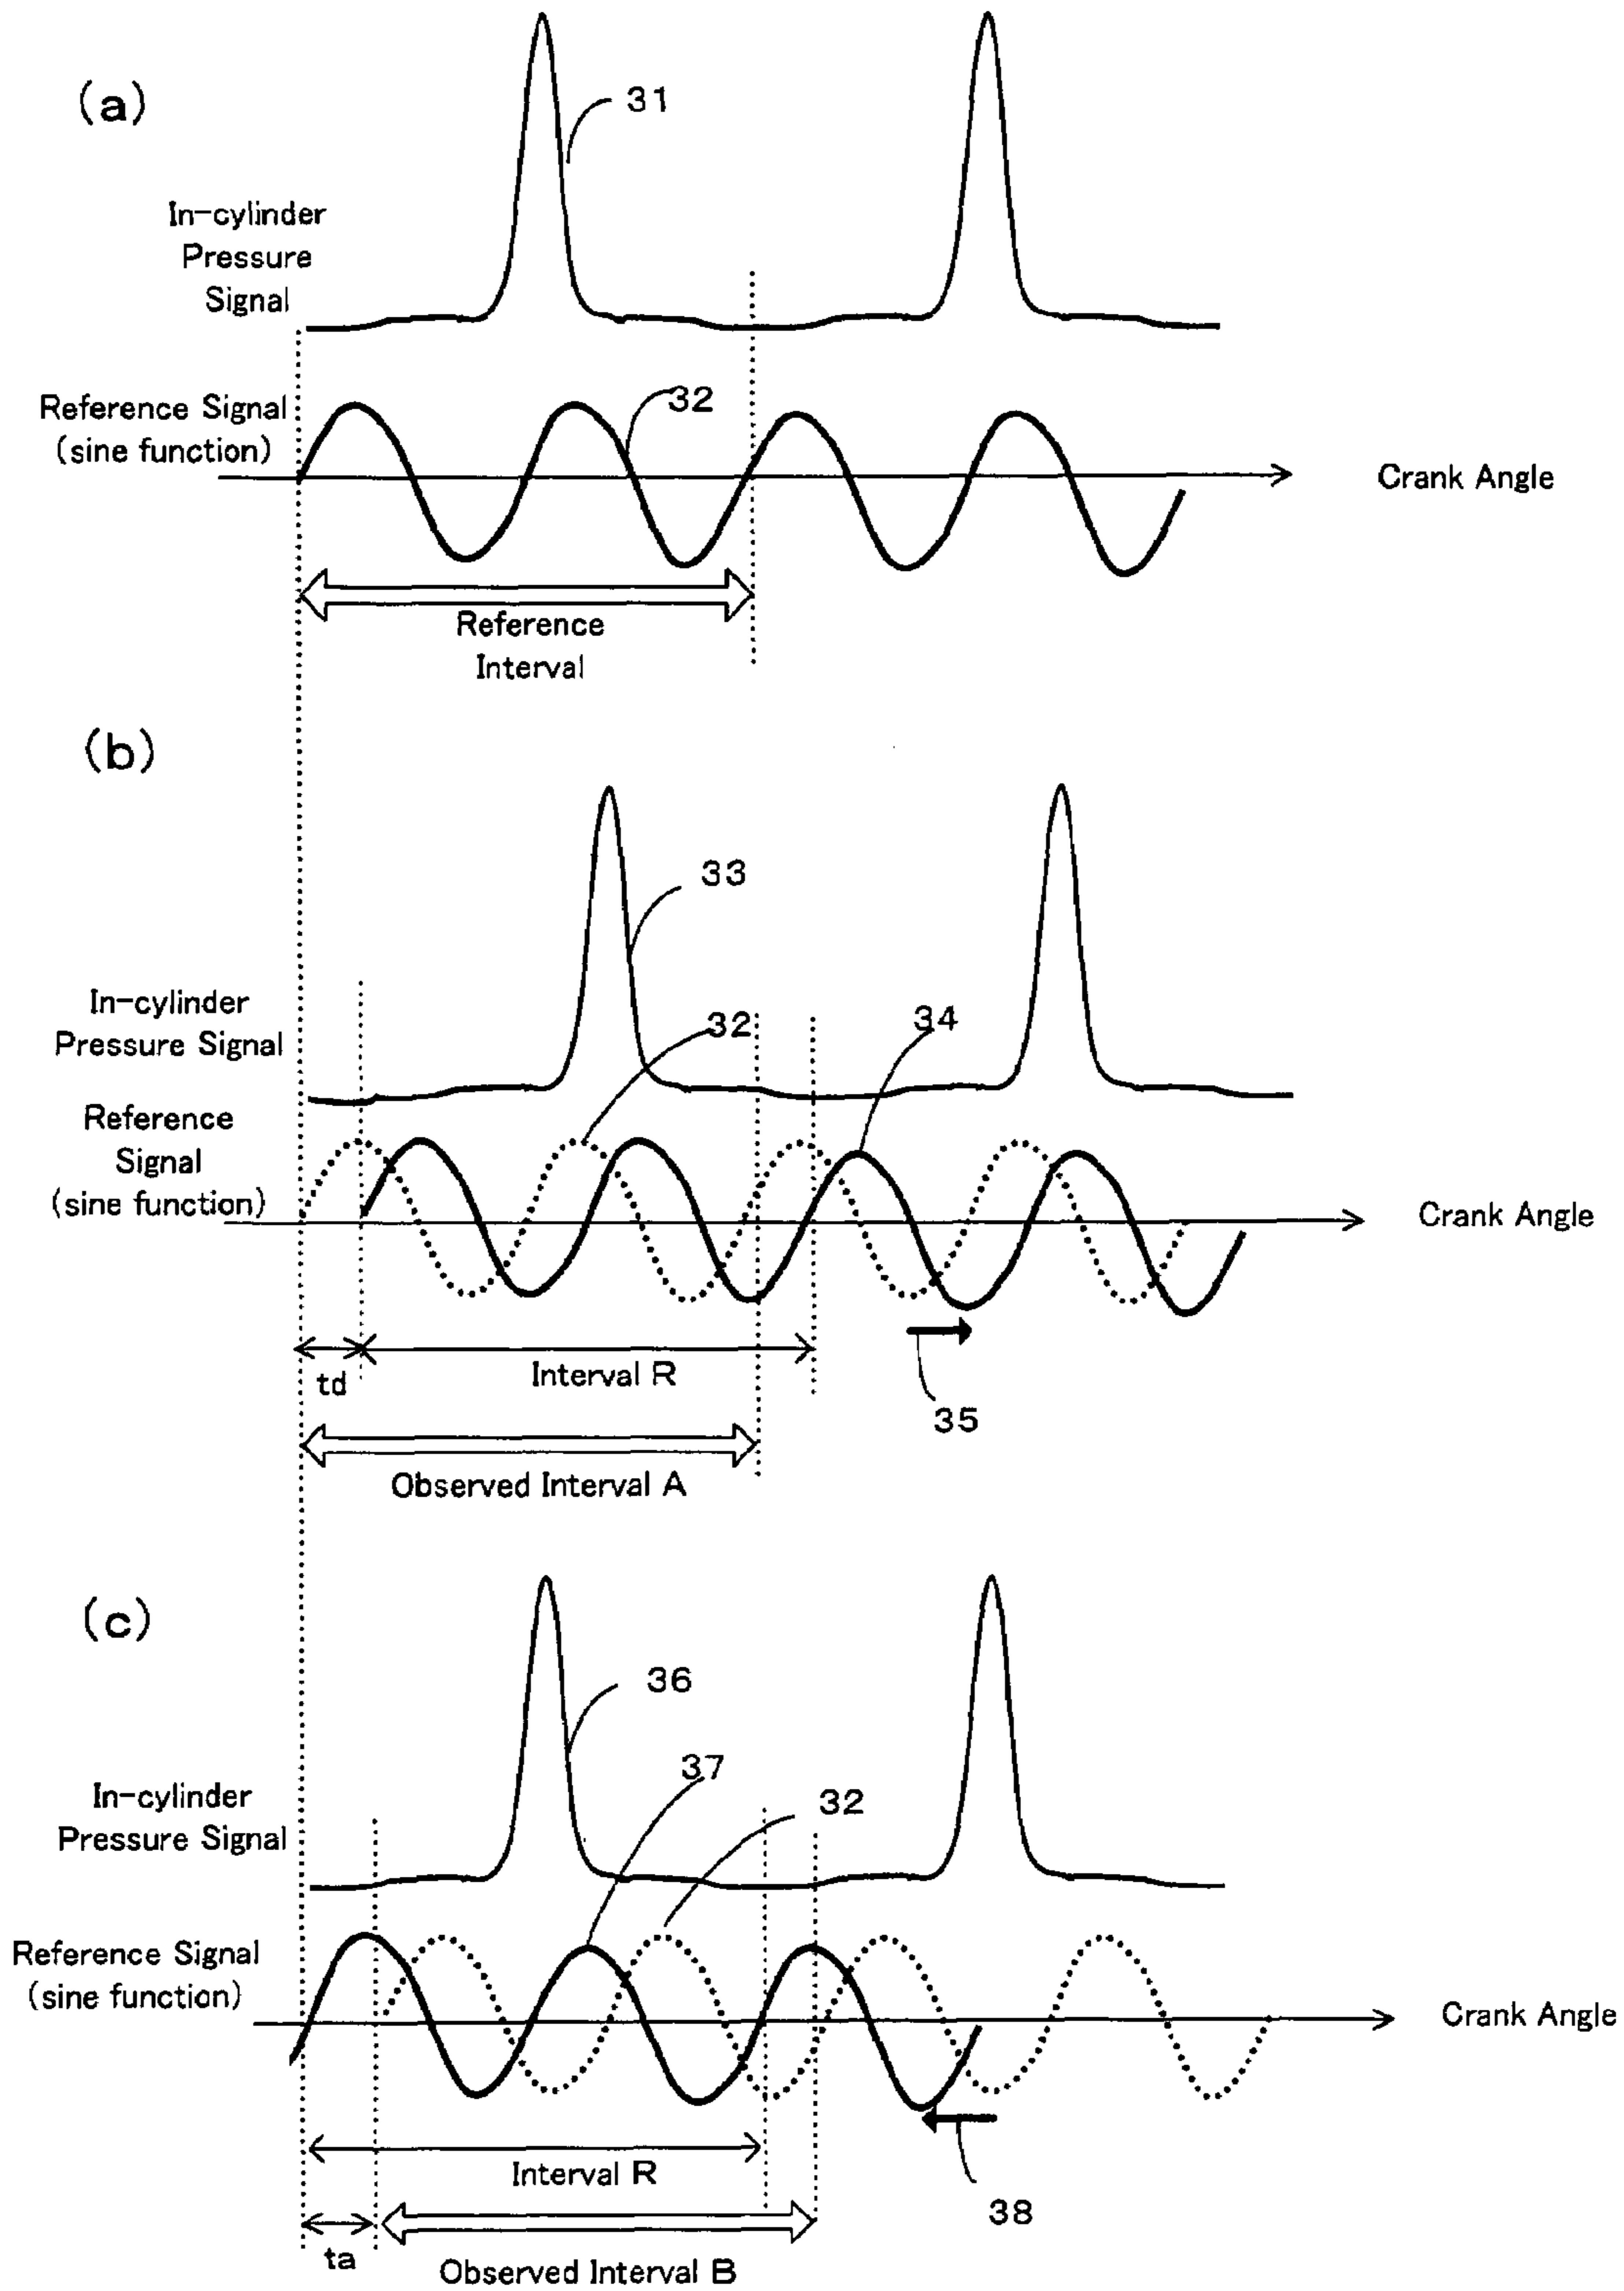 (a)
31
In-cylinder
Pressure
Signal
Reference Signal
(sine function)
32
Crank Angle
Reference
Interval
(b)
33
In-cylinder
Pressure Signal
32
34
Reference
Signal
(sine function)
Crank Angle
td
Interval R
35
Observed Interval A
(c)
36
37
In-cylinder
Pressure Signal
32
Reference Signal
(sine function)
Crank Angle
Interval R
38
ta
Observed Interval B